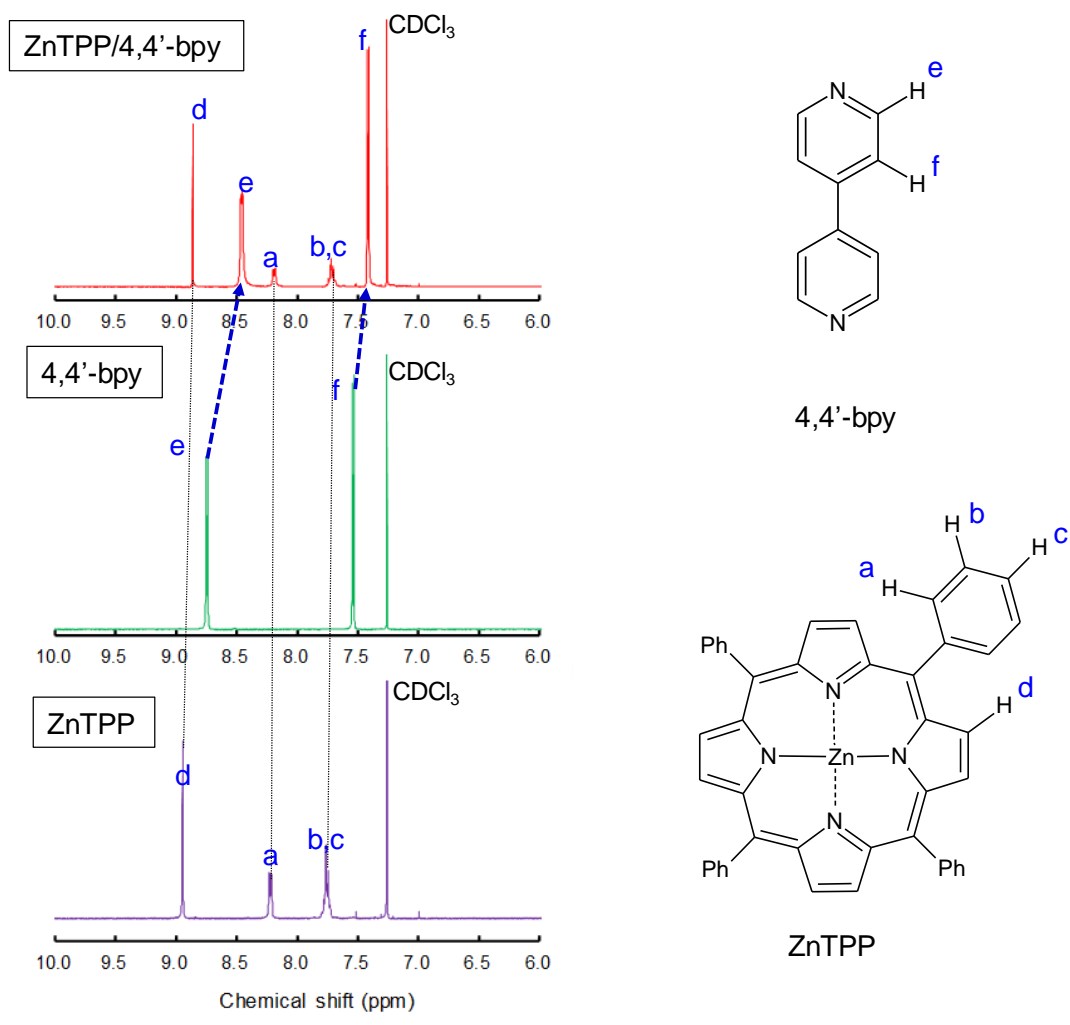 ZnTPP/4,4'-bpy
CDCl3
f
d
e
a
b,c
10.0 9.5 9.0 8.5 8.0 7.5 7.0 6.5 6.0
4,4'-bpy
CDCl3
f
e
10.0 9.5 9.0 8.5 8.0 7.5 7.0 6.5 6.0
ZnTPP
CDCl3
d
a
b,c
10.0 9.5 9.0 8.5 8.0 7.5 7.0 6.5 6.0
Chemical shift (ppm)
N
H e
H f
N
4,4'-bpy
H b
H c
a H
Ph
H d
N
N Zn N
N
Ph Ph
ZnTPP